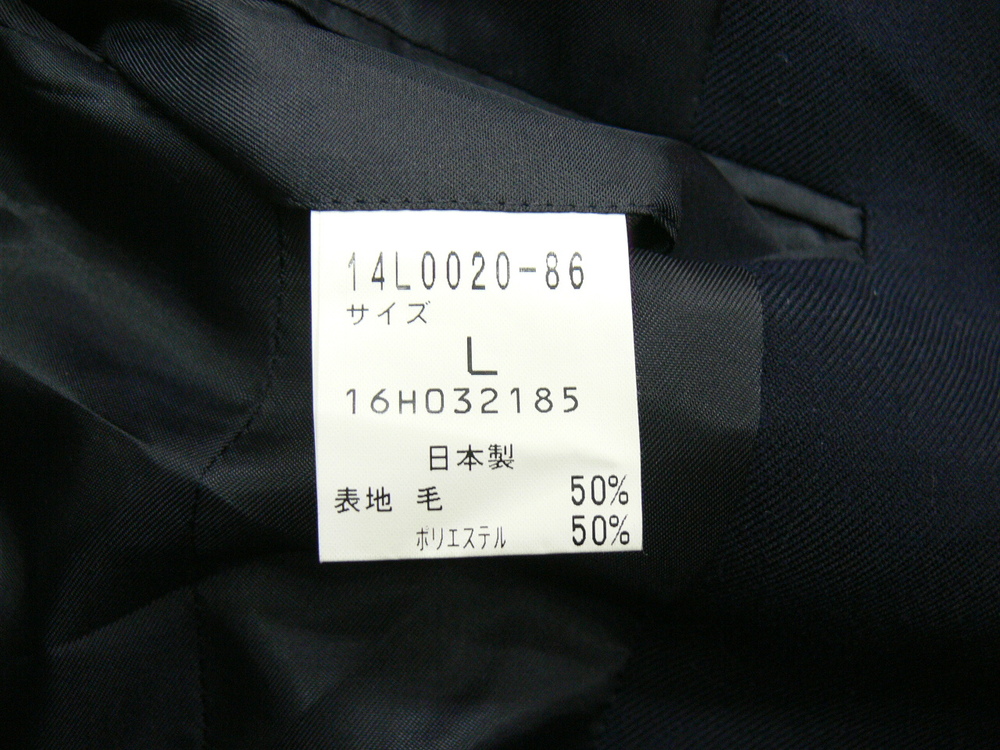 14L0020-86
サイズ
L
16H032185
日本製
表地 毛 50%
ポリエステル 50%